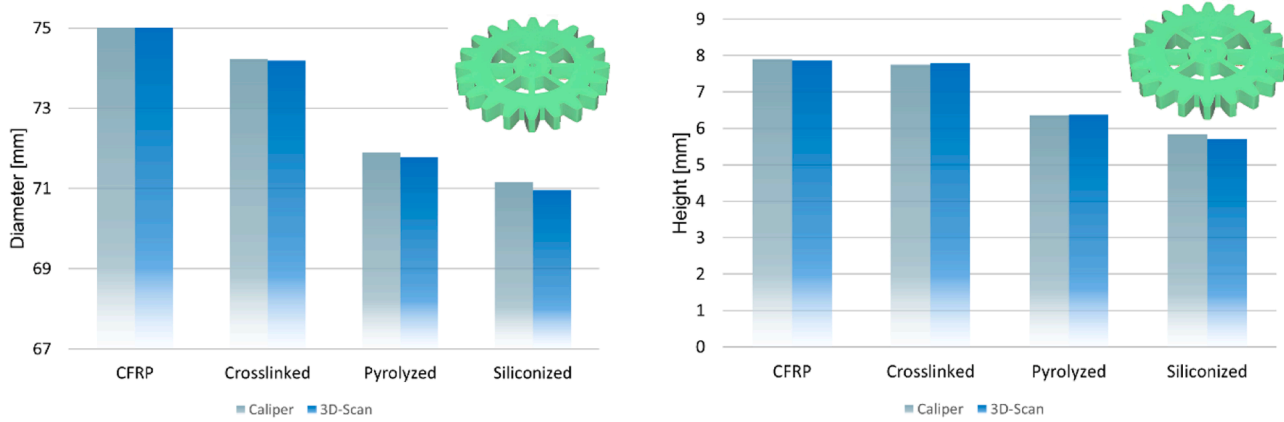 Diameter [mm]
75
73
71
69
67
CFRP Crosslinked Pyrolyzed Siliconized
Caliper 3D-Scan
Height [mm]
9
8
7
6
5
4
3
2
1
0
CFRP Crosslinked Pyrolyzed Siliconized
Caliper 3D-Scan